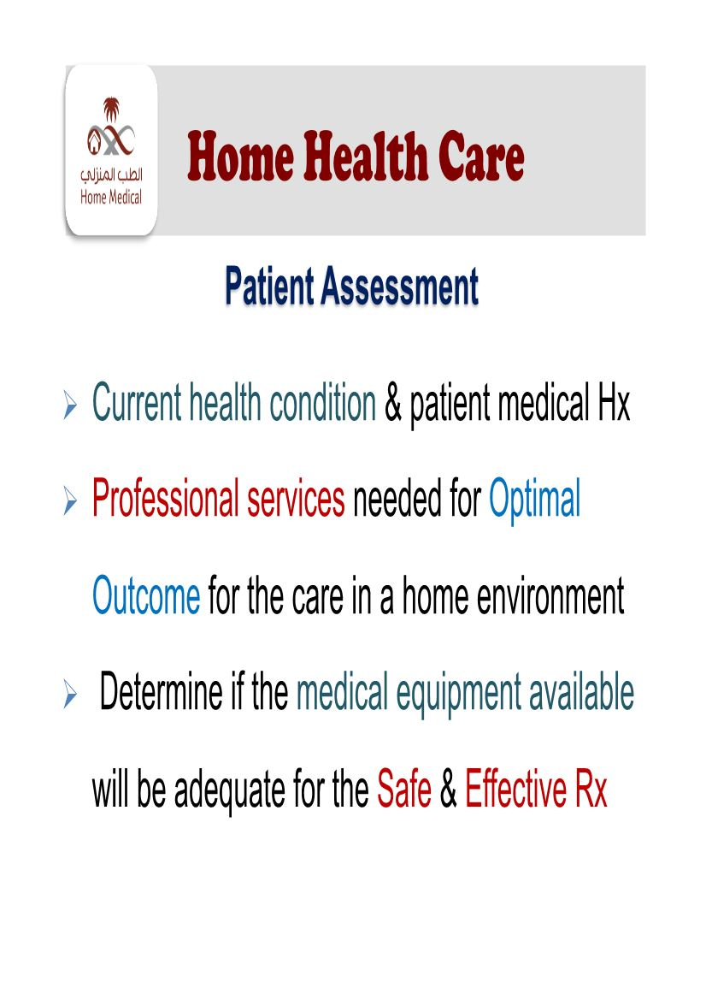 الطب المنزلي
Home Medical
Home Health Care
Patient Assessment
Current health condition & patient medical Hx
Professional services needed for Optimal
Outcome for the care in a home environment
Determine if the medical equipment available
will be adequate for the Safe & Effective Rx